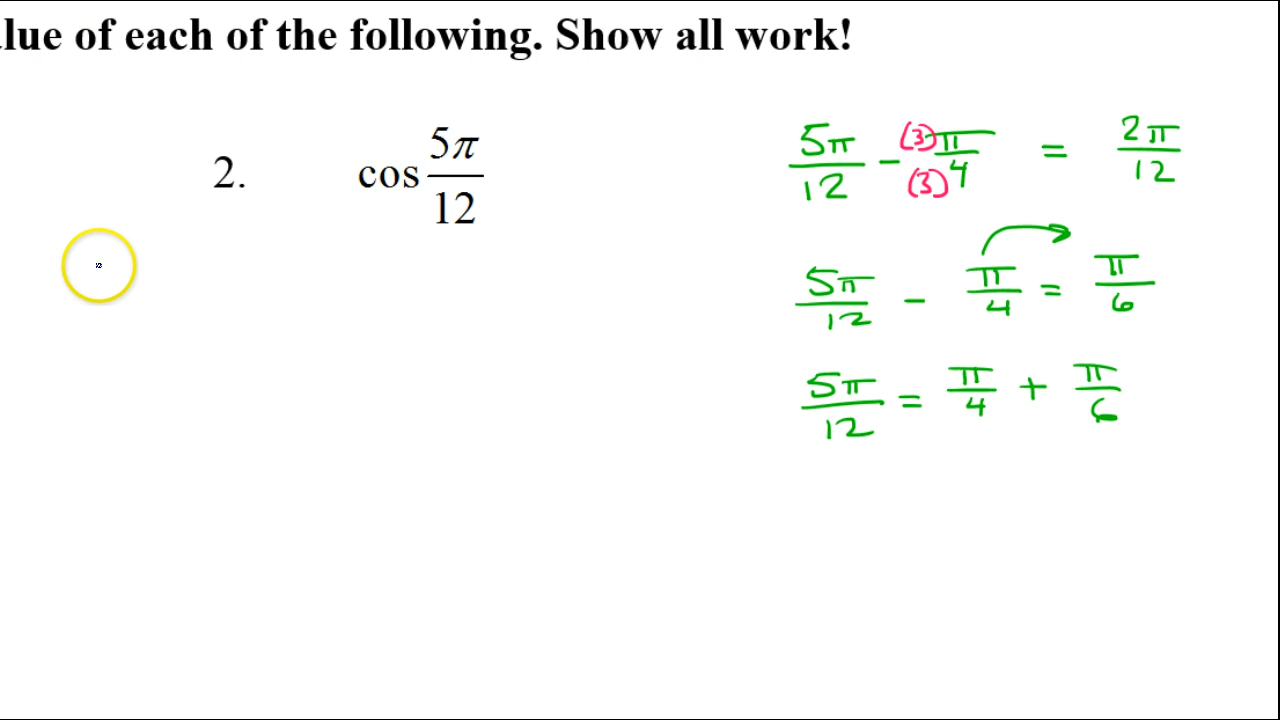 lue of each of the following. Show all work!
2. cos 5π/12
5π/12 - (3)π/(3)4 = 2π/12
5π/12 - π/4 = π/6
5π/12 = π/4 + π/6